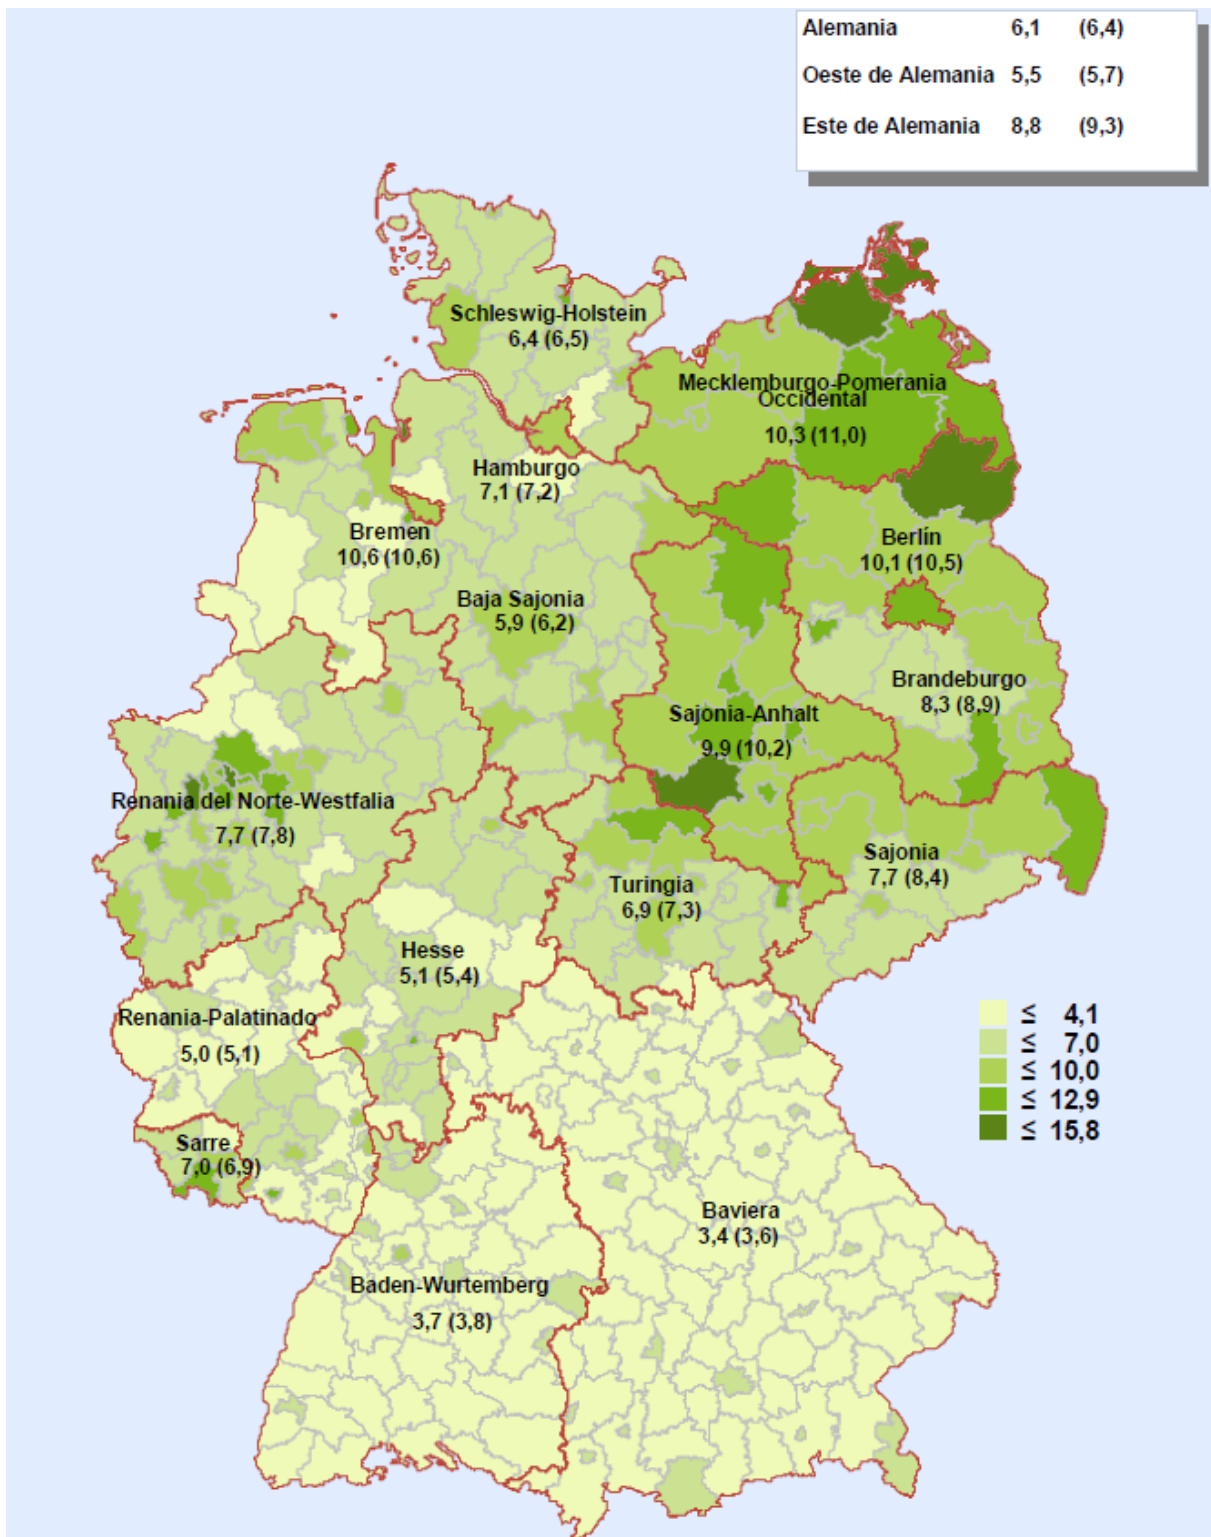 Alemania 6,1 (6,4)
Oeste de Alemania 5,5 (5,7)
Este de Alemania 8,8 (9,3)
Schleswig-Holstein
6,4 (6,5)
Mecklemburgo-Pomerania
Occidental
10,3 (11,0)
Hamburgo
7,1 (7,2)
Bremen
10,6 (10,6)
Berlín
10,1 (10,5)
Baja Sajonia
5,9 (6,2)
Brandeburgo
8,3 (8,9)
Sajonia-Anhalt
9,9 (10,2)
Renania del Norte-Westfalia
7,7 (7,8)
Sajonia
7,7 (8,4)
Turingia
6,9 (7,3)
Hesse
5,1 (5,4)
Renania-Palatinado
5,0 (5,1)
≤ 4,1
≤ 7,0
≤ 10,0
≤ 12,9
≤ 15,8
Sarre
7,0 (6,9)
Baviera
3,4 (3,6)
Baden-Wurtemberg
3,7 (3,8)